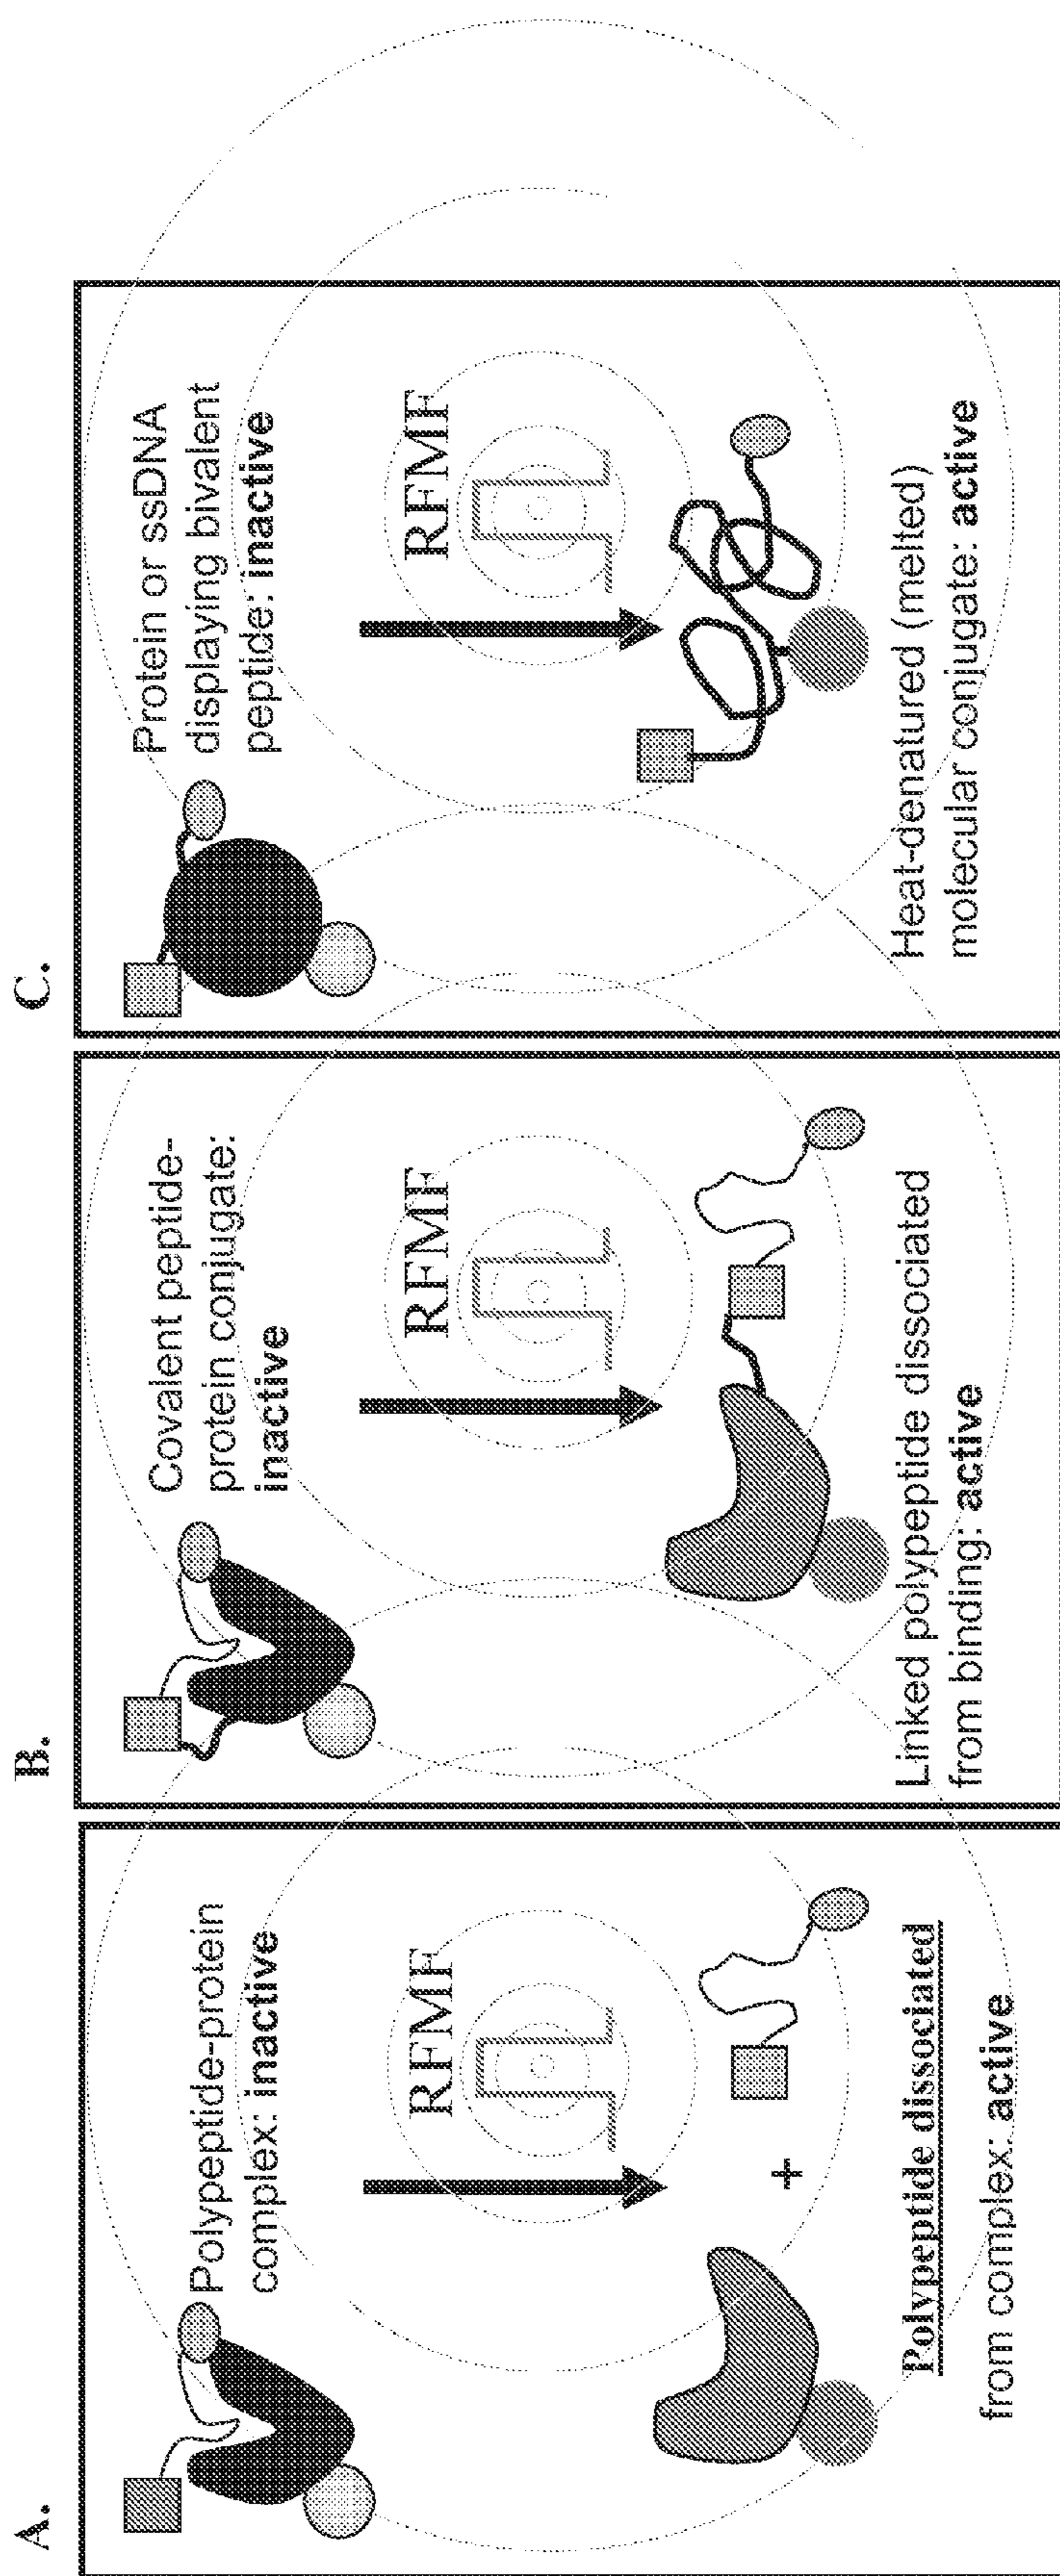 A.
Polypeptide-protein
complex: inactive
RFMF
+
Polypeptide dissociated
from complex: active
B.
Covalent peptide-
protein conjugate:
inactive
RFMF
Linked polypeptide dissociated
from binding: active
C.
Protein or ssDNA
displaying bivalent
peptide: inactive
RFMF
Heat-denatured (melted)
molecular conjugate: active